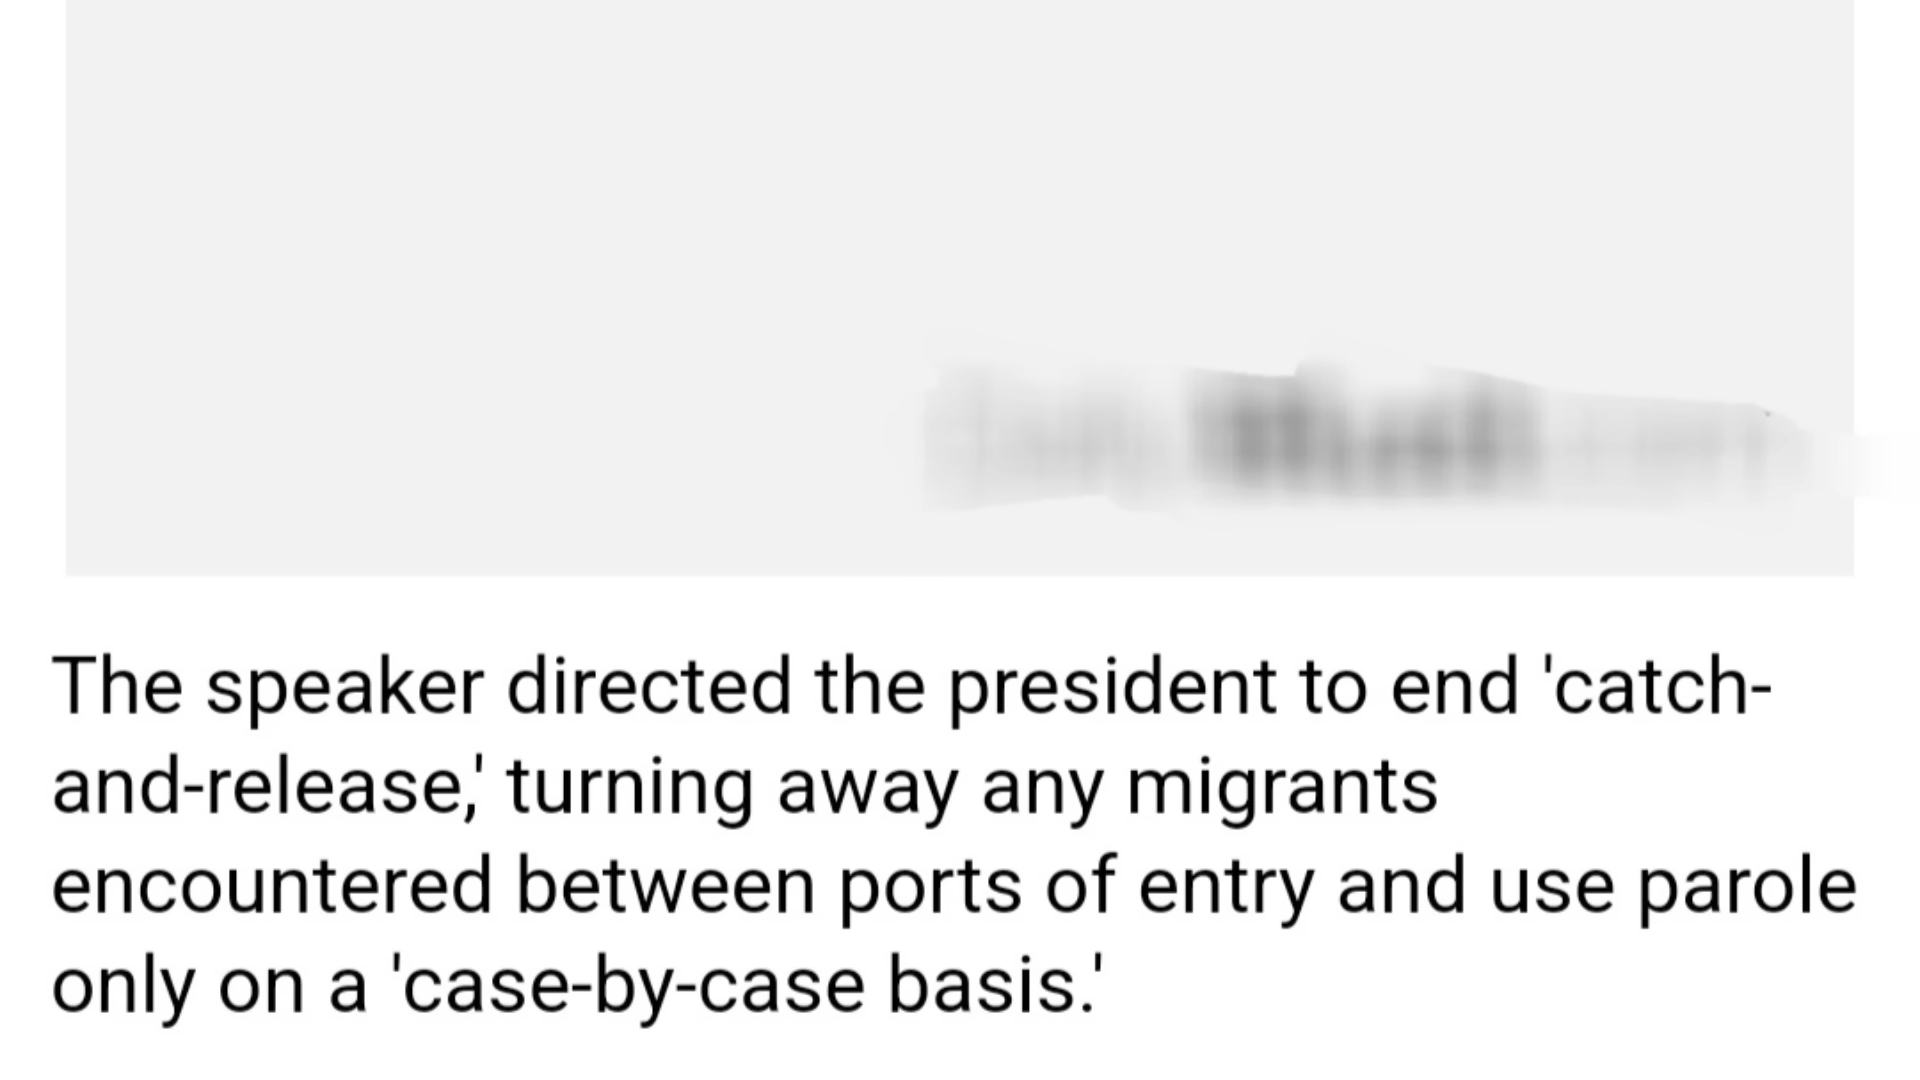 The speaker directed the president to end 'catch-
and-release,' turning away any migrants
encountered between ports of entry and use parole
only on a 'case-by-case basis.'